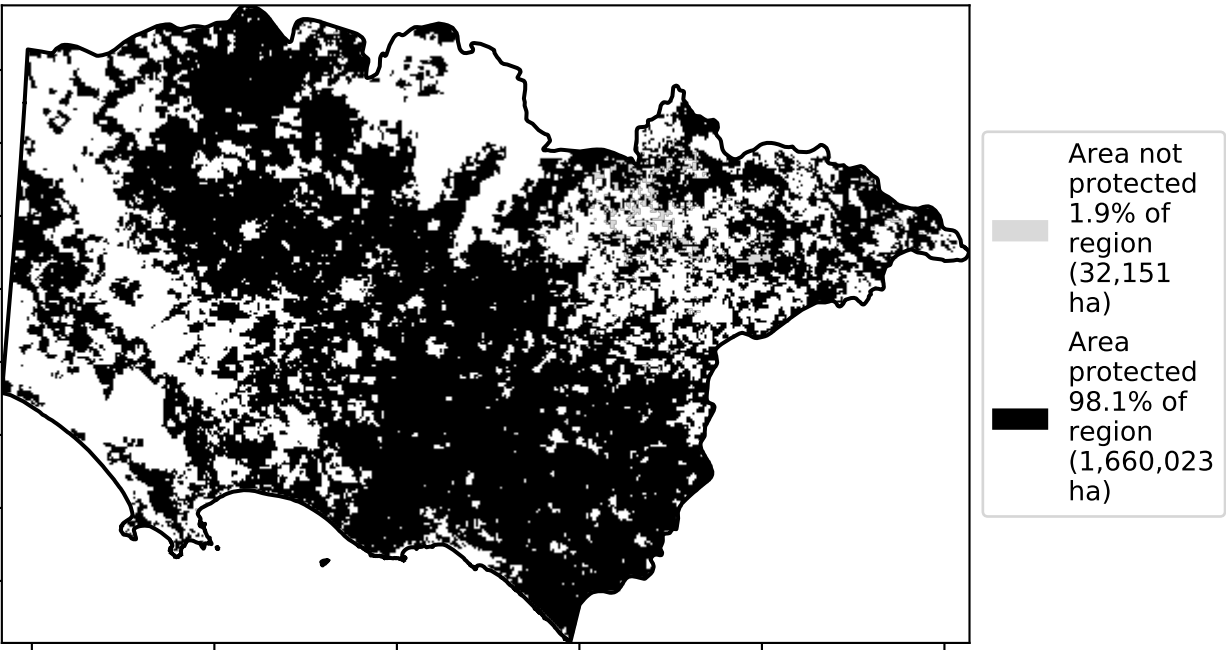 Area not
protected
1.9% of
region
(32,151
ha)
Area
protected
98.1% of
region
(1,660,023
ha)